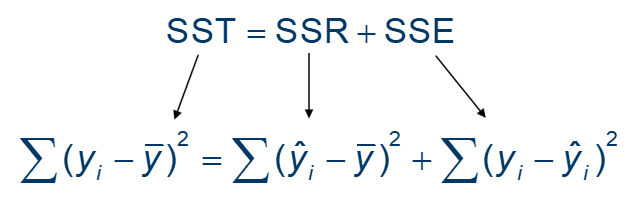 SST = SSR + SSE
∑(yᵢ − ȳ)² = ∑(ŷᵢ − ȳ)² + ∑(yᵢ − ŷᵢ)²